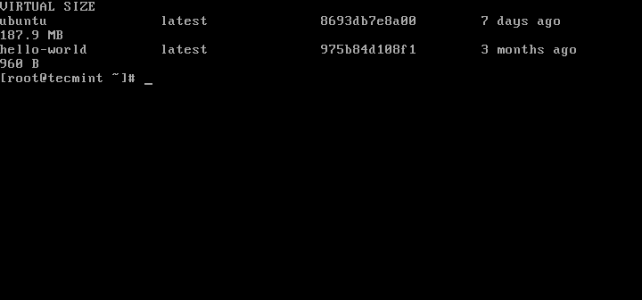 VIRTUAL SIZE
ubuntu latest 8693db7e8a00 7 days ago
187.9 MB
hello-world latest 975b84d108f1 3 months ago
960 B
[root@tecmint ~]# _